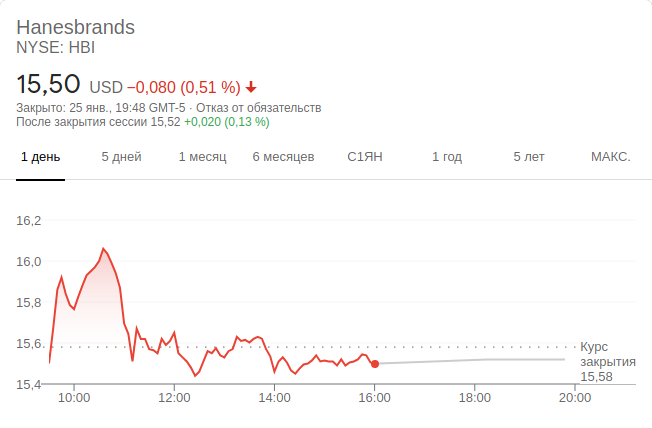 Hanesbrands
NYSE: HBI
15,50 USD −0,080 (0,51 %)
Закрыто: 25 янв., 19:48 GMT-5 · Отказ от обязательств
После закрытия сессии 15,52 +0,020 (0,13 %)
1 день 5 дней 1 месяц 6 месяцев С1ЯН 1 год 5 лет МАКС.
16,2
16,0
15,8
15,6
15,4
Курс
закрытия
15,58
10:00 12:00 14:00 16:00 18:00 20:00